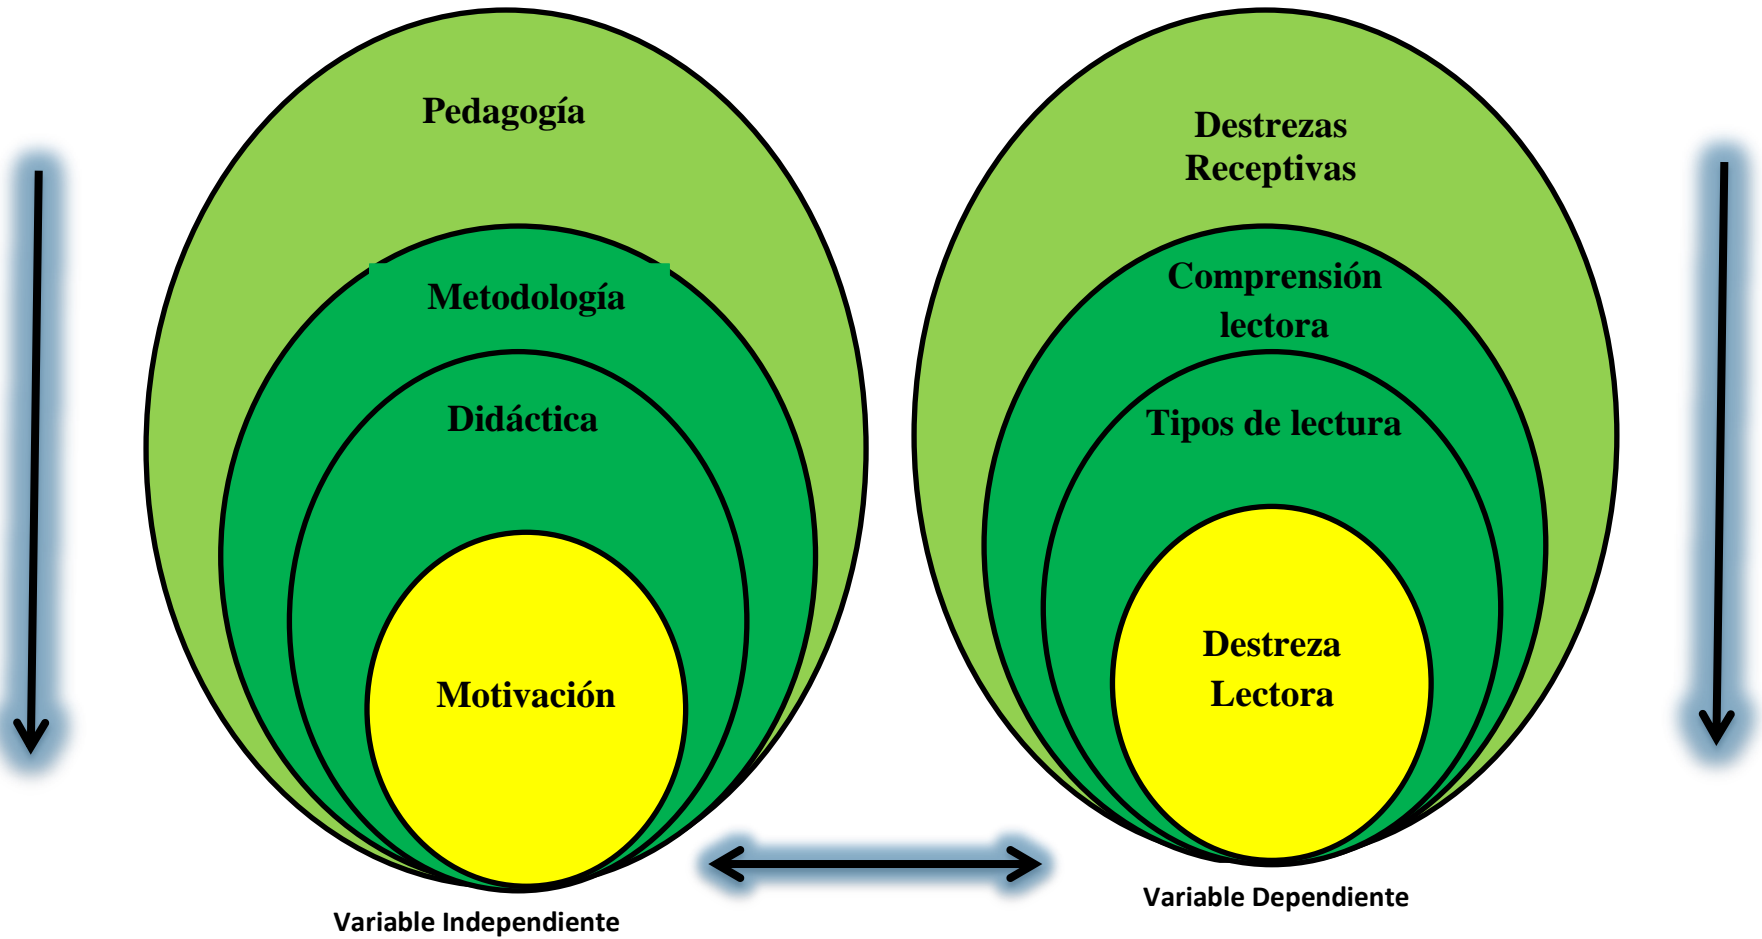 Pedagogía
Metodología
Didáctica
Motivación
Variable Independiente
Destrezas
Receptivas
Comprensión
lectora
Tipos de lectura
Destreza
Lectora
Variable Dependiente